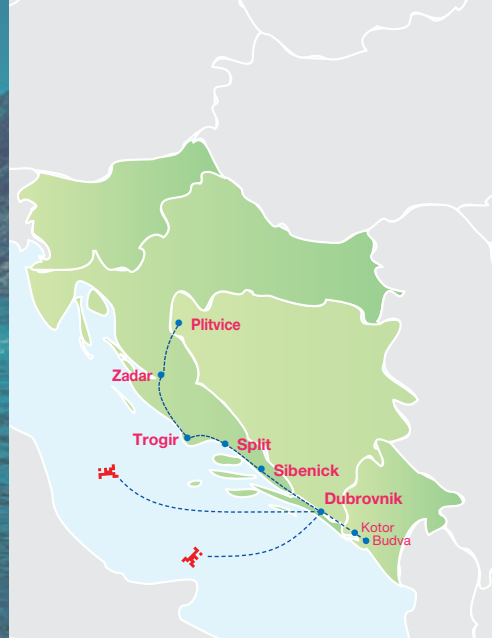 Plitvice
Zadar
Trogir
Split
Sibenick
Dubrovnik
Kotor
Budva